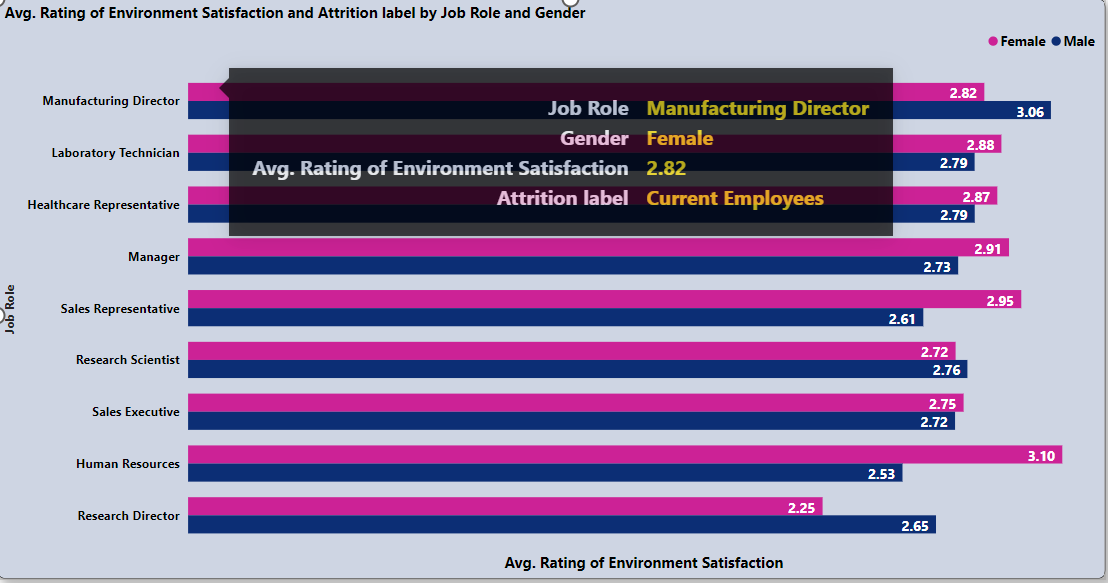 Avg. Rating of Environment Satisfaction and Attrition label by Job Role and Gender
Female Male
Manufacturing Director
2.82
3.06
Job Role Manufacturing Director
Gender Female
Avg. Rating of Environment Satisfaction 2.82
Attrition label Current Employees
Laboratory Technician
2.88
2.79
Healthcare Representative
2.87
2.79
Manager
2.91
2.73
Sales Representative
2.95
2.61
Research Scientist
2.72
2.76
Sales Executive
2.75
2.72
Human Resources
3.10
2.53
Research Director
2.25
2.65
Job Role
Avg. Rating of Environment Satisfaction